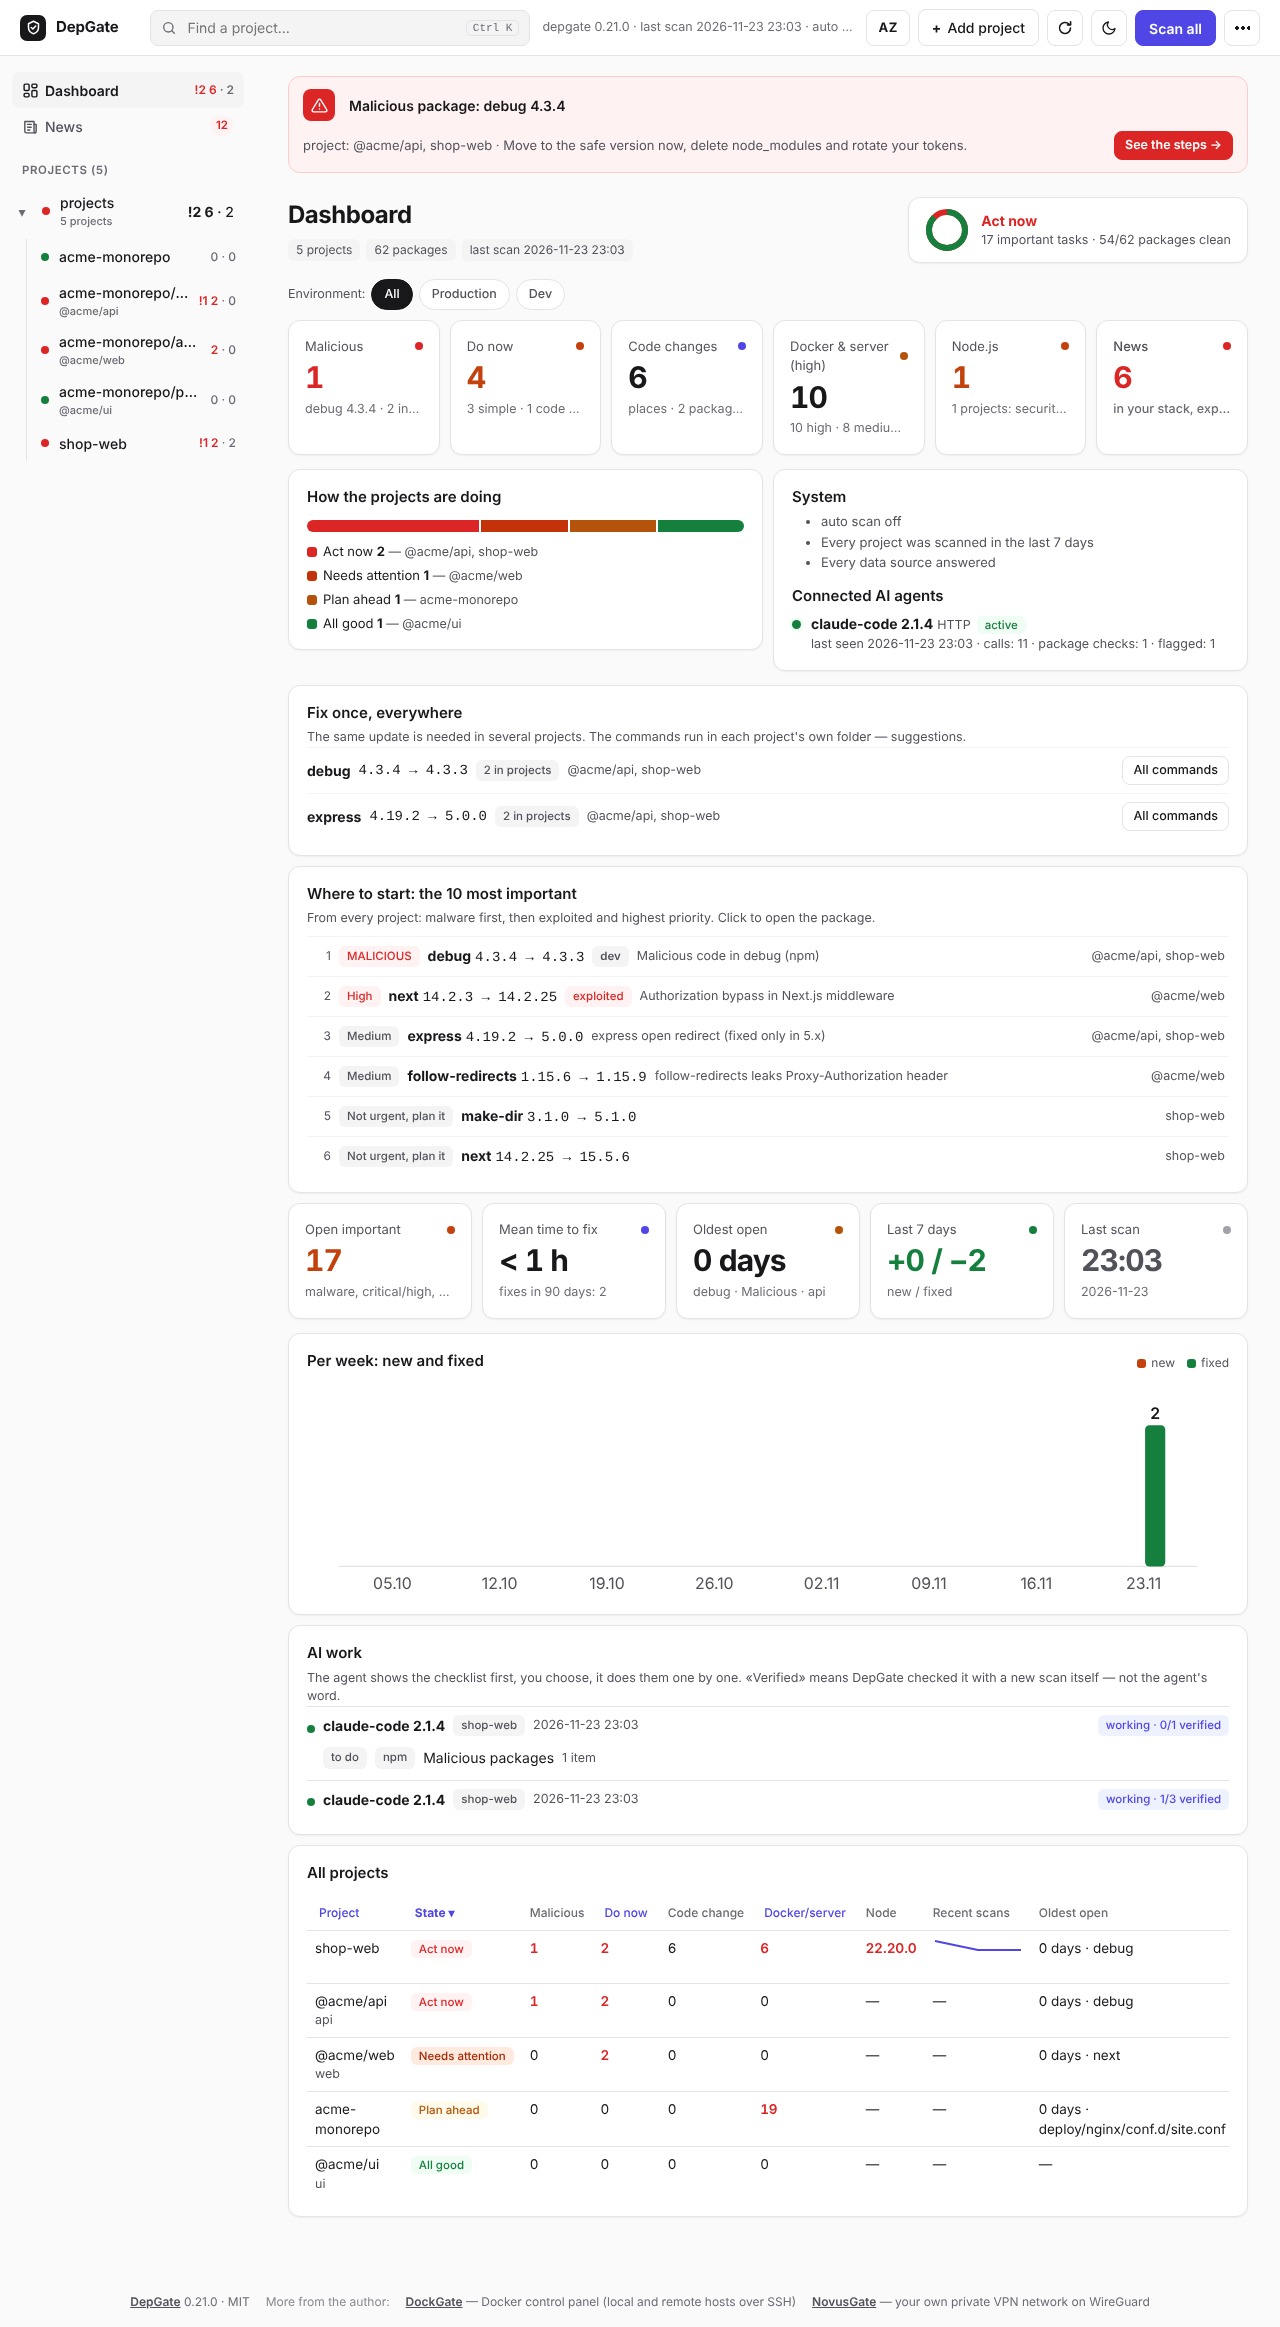 DepGate
Find a project...
Ctrl K
depgate 0.21.0 · last scan 2026-11-23 23:03 · auto ...
AZ
+ Add project
Scan all
Dashboard
!2 6 · 2
News
12
PROJECTS (5)
▼ projects
5 projects
!2 6 · 2
acme-monorepo
0 · 0
acme-monorepo/...
@acme/api
!1 2 · 0
acme-monorepo/a...
@acme/web
2 · 0
acme-monorepo/p...
@acme/ui
0 · 0
shop-web
!1 2 · 2
Malicious package: debug 4.3.4
project: @acme/api, shop-web · Move to the safe version now, delete node_modules and rotate your tokens.
See the steps →
Dashboard
5 projects
62 packages
last scan 2026-11-23 23:03
Act now
17 important tasks · 54/62 packages clean
Environment:
All
Production
Dev
Malicious
1
debug 4.3.4 · 2 in...
Do now
4
3 simple · 1 code ...
Code changes
6
places · 2 packag...
Docker & server
(high)
10
10 high · 8 mediu...
Node.js
1
1 projects: securit...
News
6
in your stack, exp...
How the projects are doing
Act now 2 — @acme/api, shop-web
Needs attention 1 — @acme/web
Plan ahead 1 — acme-monorepo
All good 1 — @acme/ui
System
• auto scan off
• Every project was scanned in the last 7 days
• Every data source answered
Connected AI agents
claude-code 2.1.4 HTTP active
last seen 2026-11-23 23:03 · calls: 11 · package checks: 1 · flagged: 1
Fix once, everywhere
The same update is needed in several projects. The commands run in each project's own folder — suggestions.
debug 4.3.4 → 4.3.3 2 in projects @acme/api, shop-web All commands
express 4.19.2 → 5.0.0 2 in projects @acme/api, shop-web All commands
Where to start: the 10 most important
From every project: malware first, then exploited and highest priority. Click to open the package.
1 MALICIOUS debug 4.3.4 → 4.3.3 dev Malicious code in debug (npm) @acme/api, shop-web
2 High next 14.2.3 → 14.2.25 exploited Authorization bypass in Next.js middleware @acme/web
3 Medium express 4.19.2 → 5.0.0 express open redirect (fixed only in 5.x) @acme/api, shop-web
4 Medium follow-redirects 1.15.6 → 1.15.9 follow-redirects leaks Proxy-Authorization header @acme/web
5 Not urgent, plan it make-dir 3.1.0 → 5.1.0 shop-web
6 Not urgent, plan it next 14.2.25 → 15.5.6 shop-web
Open important
17
malware, critical/high, ...
Mean time to fix
< 1 h
fixes in 90 days: 2
Oldest open
0 days
debug · Malicious · api
Last 7 days
+0 / −2
new / fixed
Last scan
23:03
2026-11-23
Per week: new and fixed
new fixed
2
05.10 12.10 19.10 26.10 02.11 09.11 16.11 23.11
AI work
The agent shows the checklist first, you choose, it does them one by one. «Verified» means DepGate checked it with a new scan itself — not the agent's
word.
claude-code 2.1.4 shop-web 2026-11-23 23:03 working · 0/1 verified
to do npm Malicious packages 1 item
claude-code 2.1.4 shop-web 2026-11-23 23:03 working · 1/3 verified
All projects
Project State ▾ Malicious Do now Code change Docker/server Node Recent scans Oldest open
shop-web Act now 1 2 6 6 22.20.0 0 days · debug
@acme/api Act now 1 2 0 0 — — 0 days · debug
api
@acme/web Needs attention 0 2 0 0 — — 0 days · next
web
acme- Plan ahead 0 0 0 19 — — 0 days ·
monorepo deploy/nginx/conf.d/site.conf
@acme/ui All good 0 0 0 0 — — —
ui
DepGate 0.21.0 · MIT More from the author: DockGate — Docker control panel (local and remote hosts over SSH) NovusGate — your own private VPN network on WireGuard